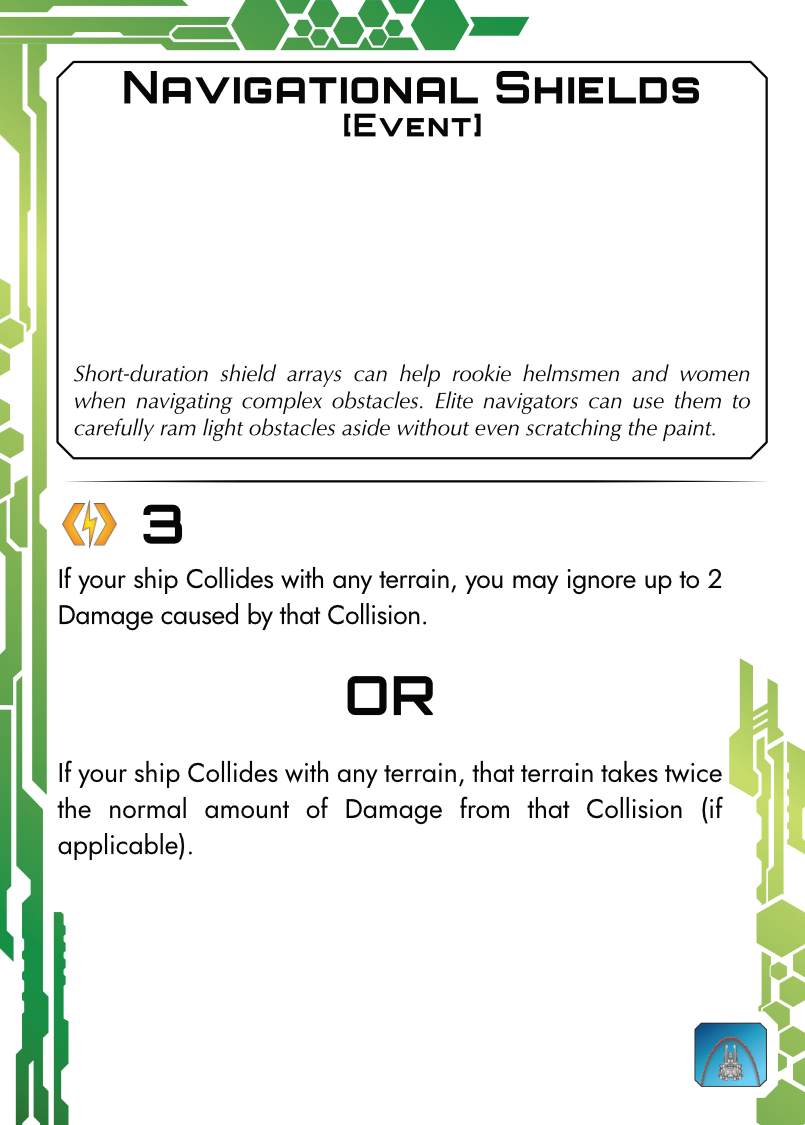 Navigational Shields
[Event]
Short-duration shield arrays can help rookie helmsmen and women
when navigating complex obstacles. Elite navigators can use them to
carefully ram light obstacles aside without even scratching the paint.
3
If your ship Collides with any terrain, you may ignore up to 2
Damage caused by that Collision.
OR
If your ship Collides with any terrain, that terrain takes twice
the normal amount of Damage from that Collision (if
applicable).